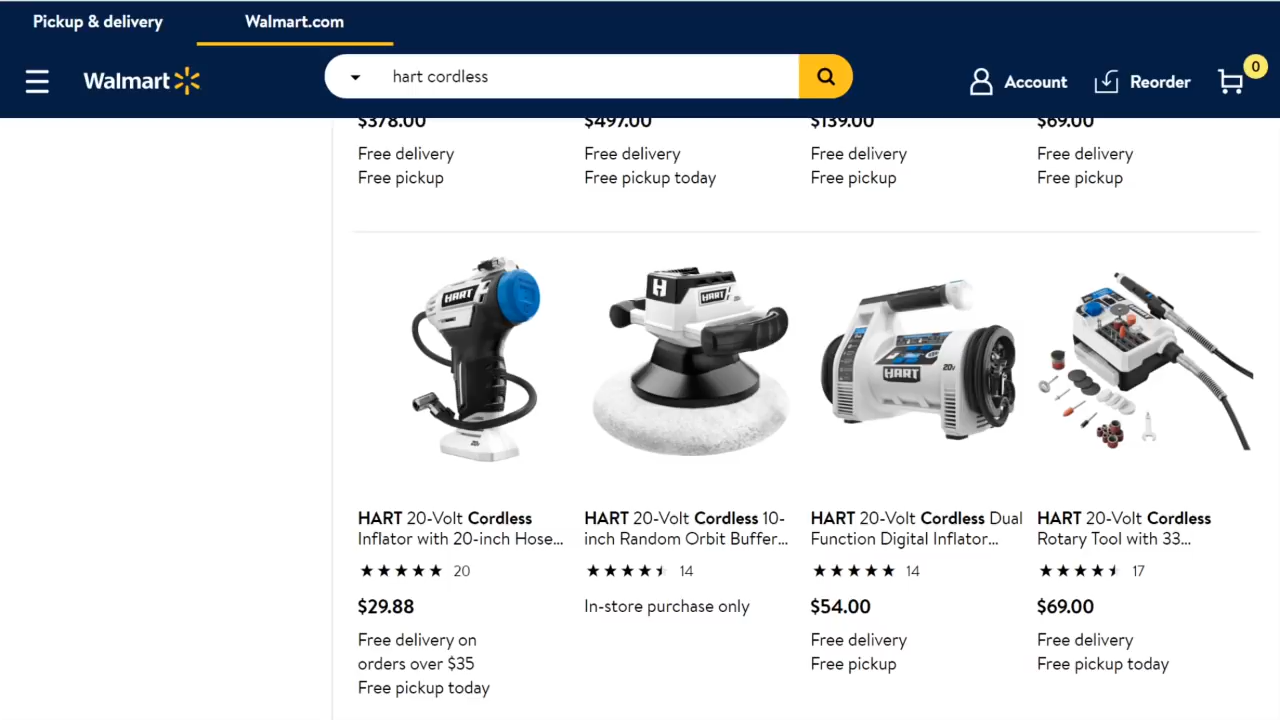 Pickup & delivery
Walmart.com
Walmart
hart cordless
Account
Reorder
0
$378.00
$497.00
$139.00
$69.00
Free delivery
Free pickup
Free delivery
Free pickup today
Free delivery
Free pickup
Free delivery
Free pickup
HART
H
HART
HART
20v
HART 20-Volt Cordless
Inflator with 20-inch Hose...
20
$29.88
Free delivery on
orders over $35
Free pickup today
HART 20-Volt Cordless 10-
inch Random Orbit Buffer...
14
In-store purchase only
HART 20-Volt Cordless Dual
Function Digital Inflator...
14
$54.00
Free delivery
Free pickup
HART 20-Volt Cordless
Rotary Tool with 33...
17
$69.00
Free delivery
Free pickup today